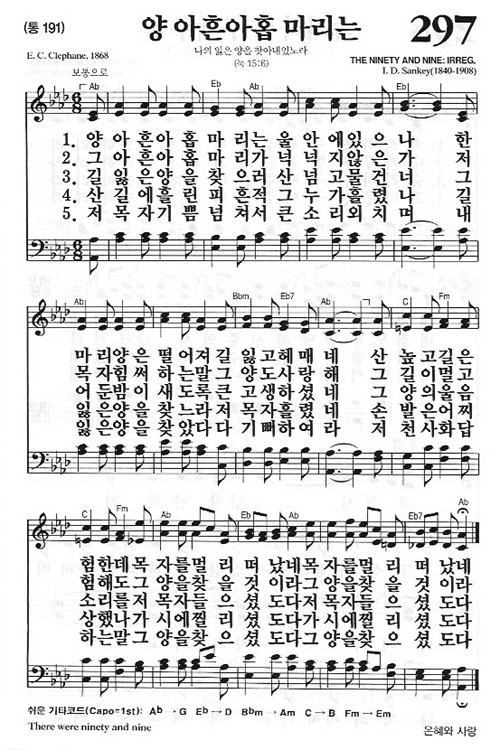 (통 191)
양 아흔아홉 마리는
297
나의 잃은 양을 찾아내었노라
(눅 15:6)
E. C. Clephane, 1868
THE NINETY AND NINE: IRREG.
I. D. Sankey(1840-1908)
보통으로
Ab Eb Ab Eb
1. 양 아흔아홉 마리는 울안에 있으나 한
2. 그 아흔아홉 마리가 넉넉지 않은가 저
3. 길 잃은 양을 찾으러 산 넘고 물 건너 그
4. 산길에 흘린 피 흔적 그 누가 흘렸나 길
5. 저 목자 기쁨 넘쳐서 큰 소리 외치며 내
Ab Bbm Eb7 Ab C Fm
마리 양은 떨어져 길 잃고 헤매네 산 높고 길은
목자 힘써 하는 말 그 양도 사랑해 그 길이 멀고
어둔 밤이 새도록 큰 고생 하셨네 그 양의 울음
잃은 양을 찾느라 저 목자 흘렸네 그 손발은 어찌
잃은 양을 찾았다 다 기뻐하여라 저 천사 화답
C Fm Ab Eb Ab Eb7 Ab
험한데 목자를 멀리 떠났네 목자를 멀리 떠났네
험해도 그 양을 찾을 것이라 그 양을 찾을 것이라
소리를 저 목자 들으셨도다 저 목자 들으셨도다
상했나 가시에 찔리셨도다 가시에 찔리셨도다
하는 말 그 양을 찾으셨도다 그 양을 찾으셨도다
쉬운 기타코드(Capo=1st): Ab→G Eb→D Bbm→Am C→B Fm→Em
There were ninety and nine
은혜와 사랑